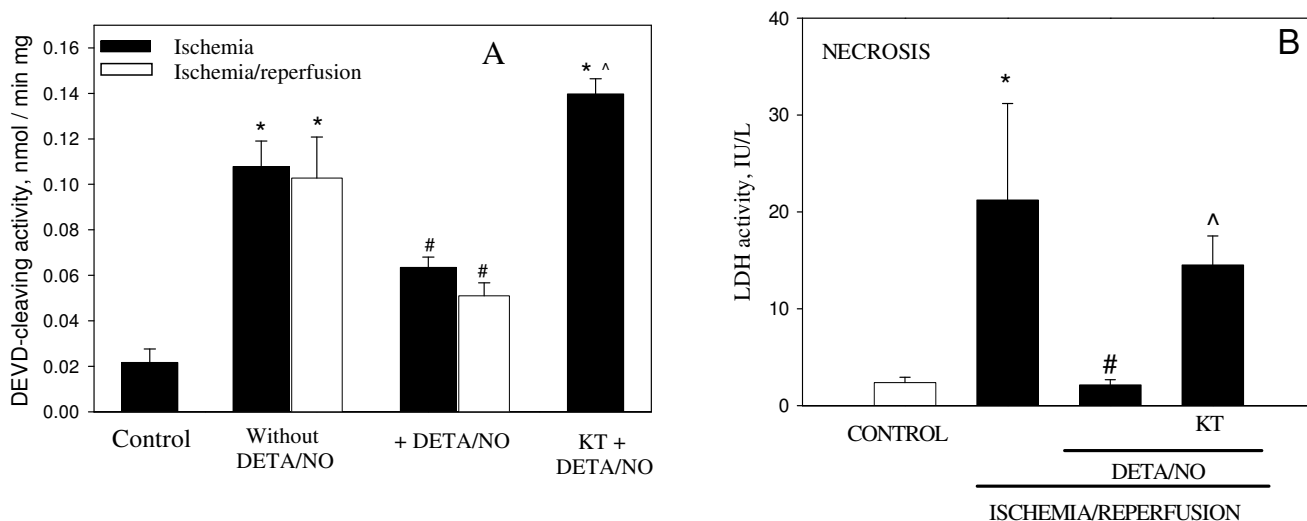 A
Ischemia
Ischemia/reperfusion
DEVD-cleaving activity, nmol / min mg
0.16
0.14
0.12
0.10
0.08
0.06
0.04
0.02
0.00
*
*
#
#
* ^
Control
Without
DETA/NO
+ DETA/NO
KT +
DETA/NO
B
NECROSIS
LDH activity, IU/L
40
30
20
10
0
*
#
^
CONTROL
KT
DETA/NO
ISCHEMIA/REPERFUSION